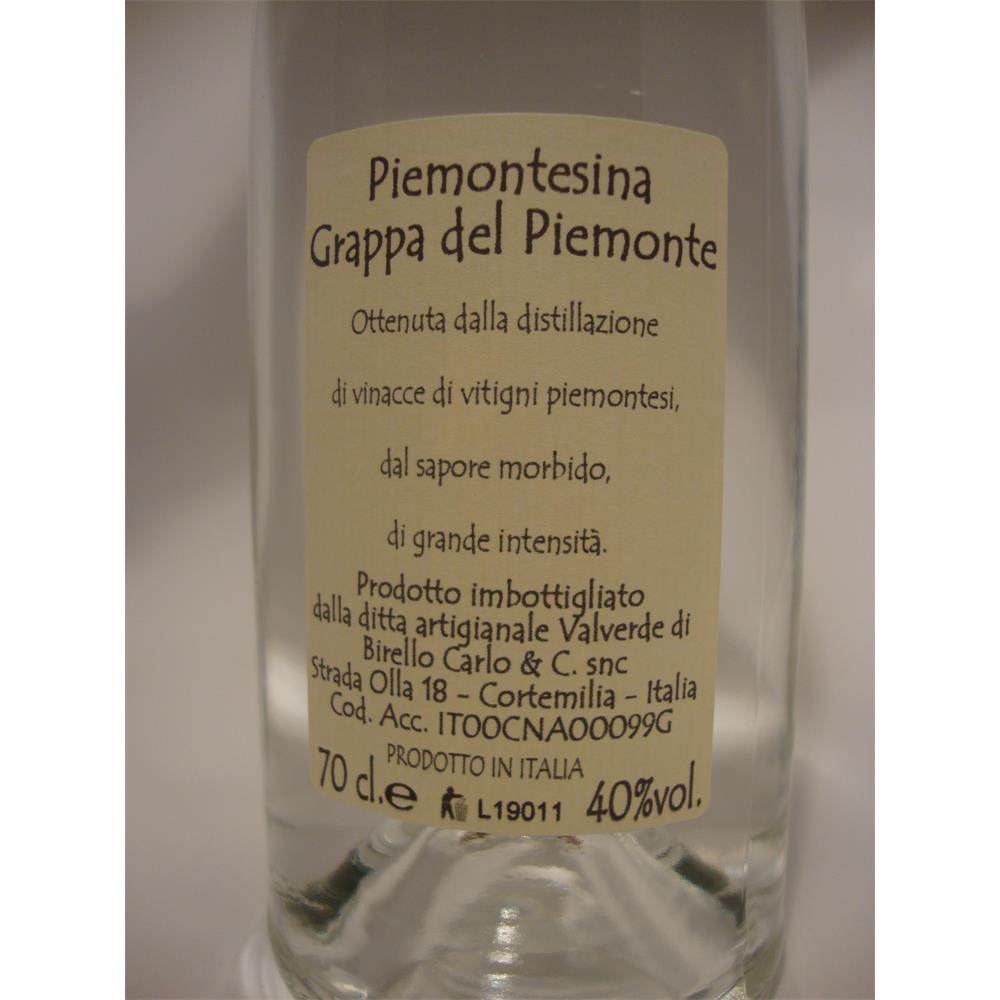 Piemontesina
Grappa del Piemonte
Ottenuta dalla distillazione
di vinacce di vitigni piemontesi,
dal sapore morbido,
di grande intensità.
Prodotto imbottigliato
dalla ditta artigianale Valverde di
Birello Carlo & C. snc
Strada Olla 18 - Cortemilia - Italia
Cod. Acc. IT00CNA00099G
PRODOTTO IN ITALIA
70 cl.e L19011 40%vol.